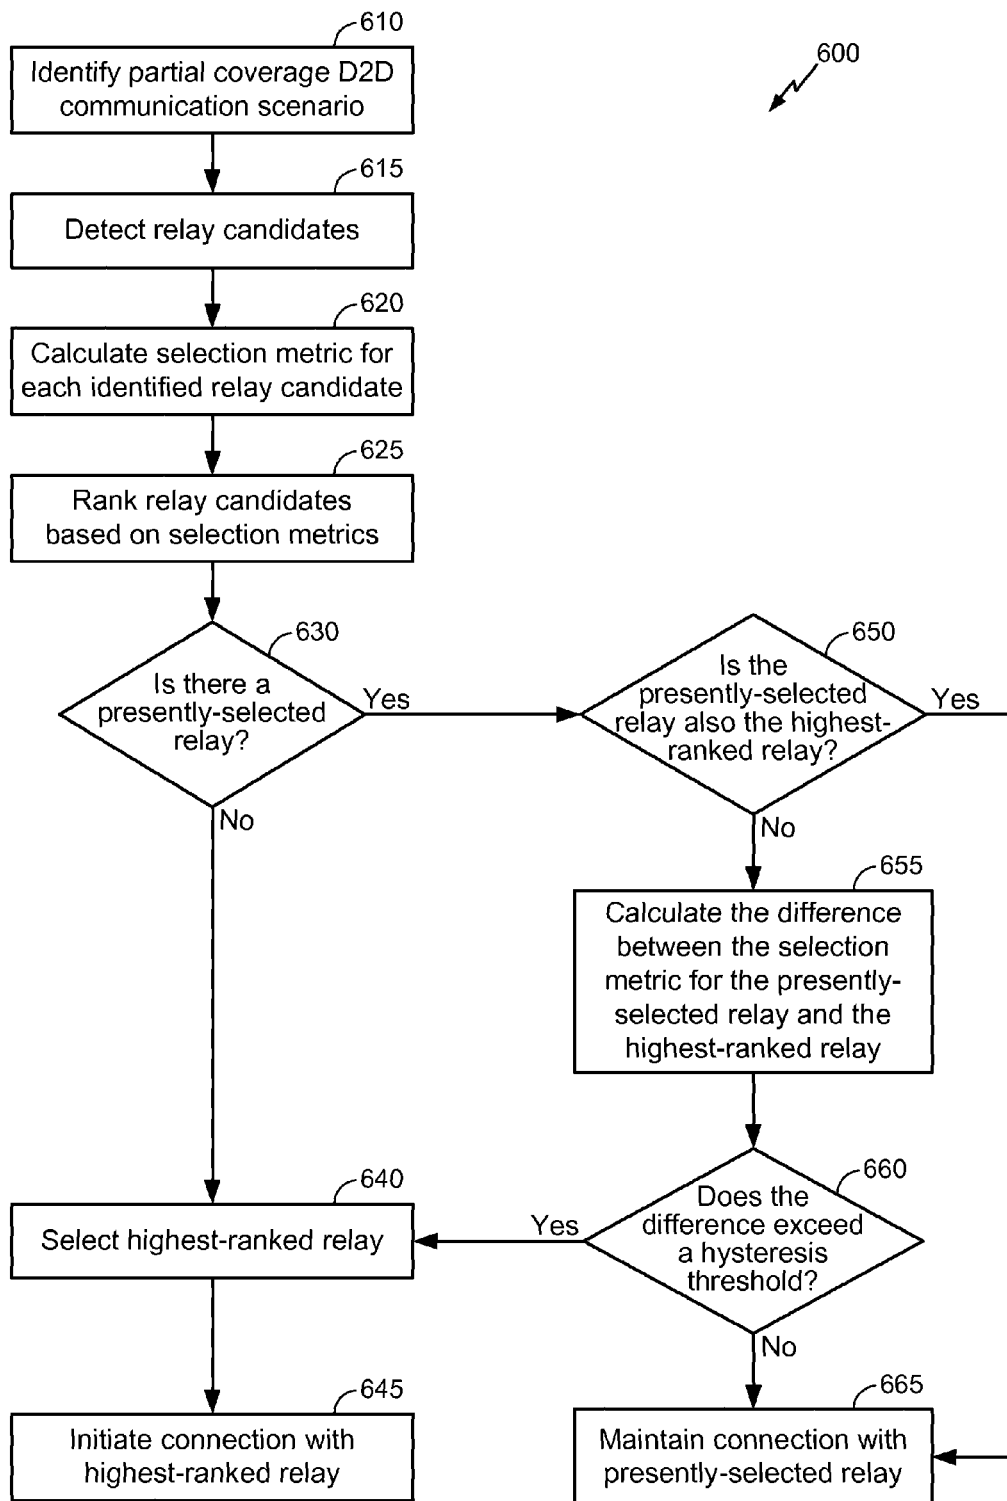 600
610
Identify partial coverage D2D
communication scenario
615
Detect relay candidates
620
Calculate selection metric for
each identified relay candidate
625
Rank relay candidates
based on selection metrics
630
Is there a
presently-selected
relay?
Yes
No
650
Is the
presently-selected
relay also the highest-
ranked relay?
Yes
No
655
Calculate the difference
between the selection
metric for the presently-
selected relay and the
highest-ranked relay
660
Does the
difference exceed
a hysteresis
threshold?
Yes
No
640
Select highest-ranked relay
645
Initiate connection with
highest-ranked relay
665
Maintain connection with
presently-selected relay